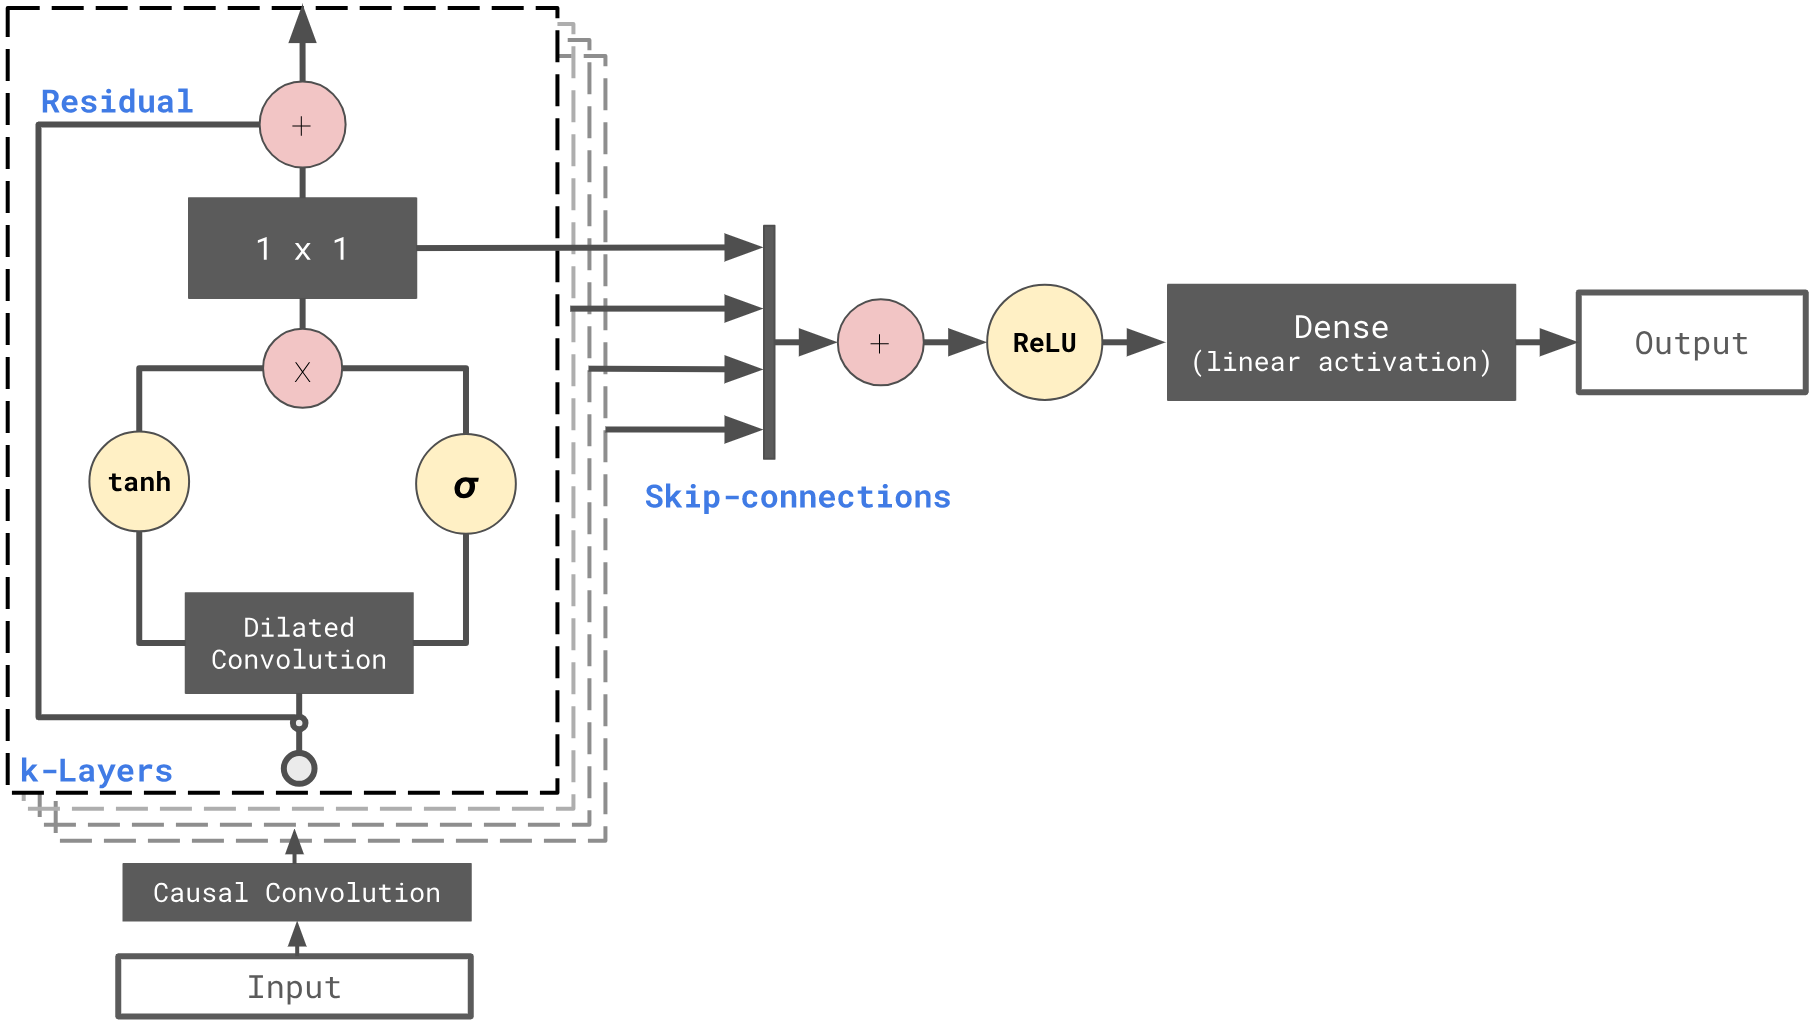 Residual
+
1 x 1
x
tanh
σ
Dilated
Convolution
k-Layers
Causal Convolution
Input
Skip-connections
+
ReLU
Dense
(linear activation)
Output